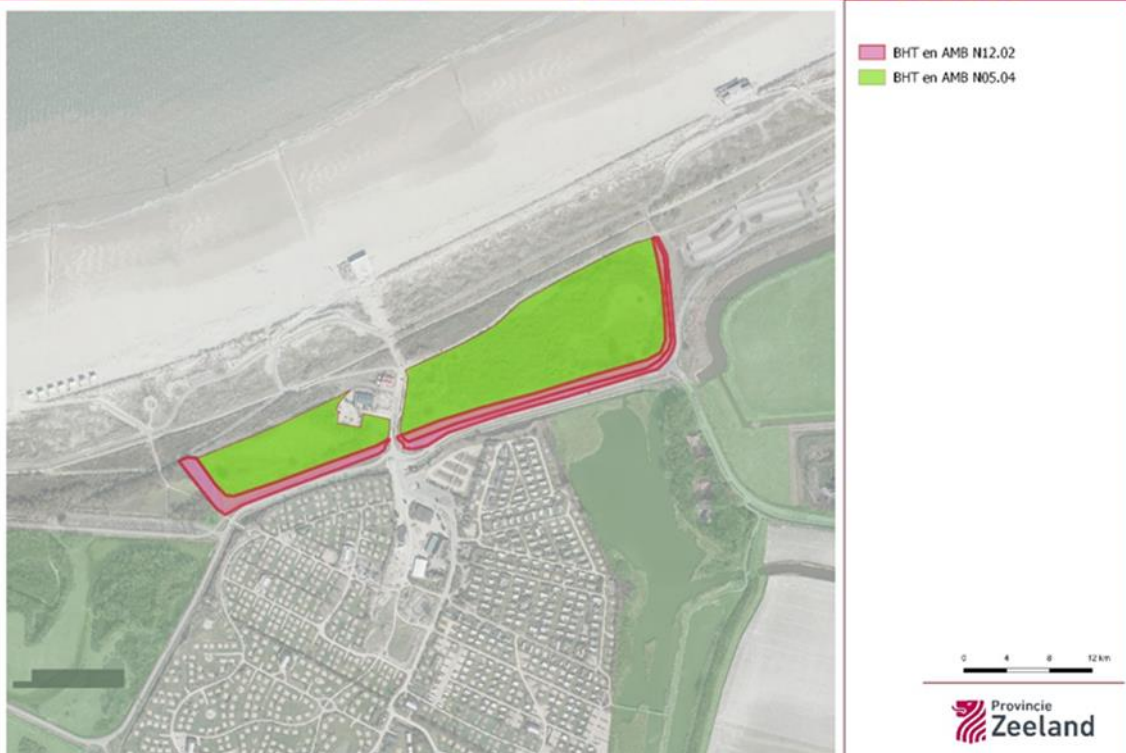 BHT en AMB N12.02
BHT en AMB N05.04
0 4 8 12 km
Provincie
Zeeland